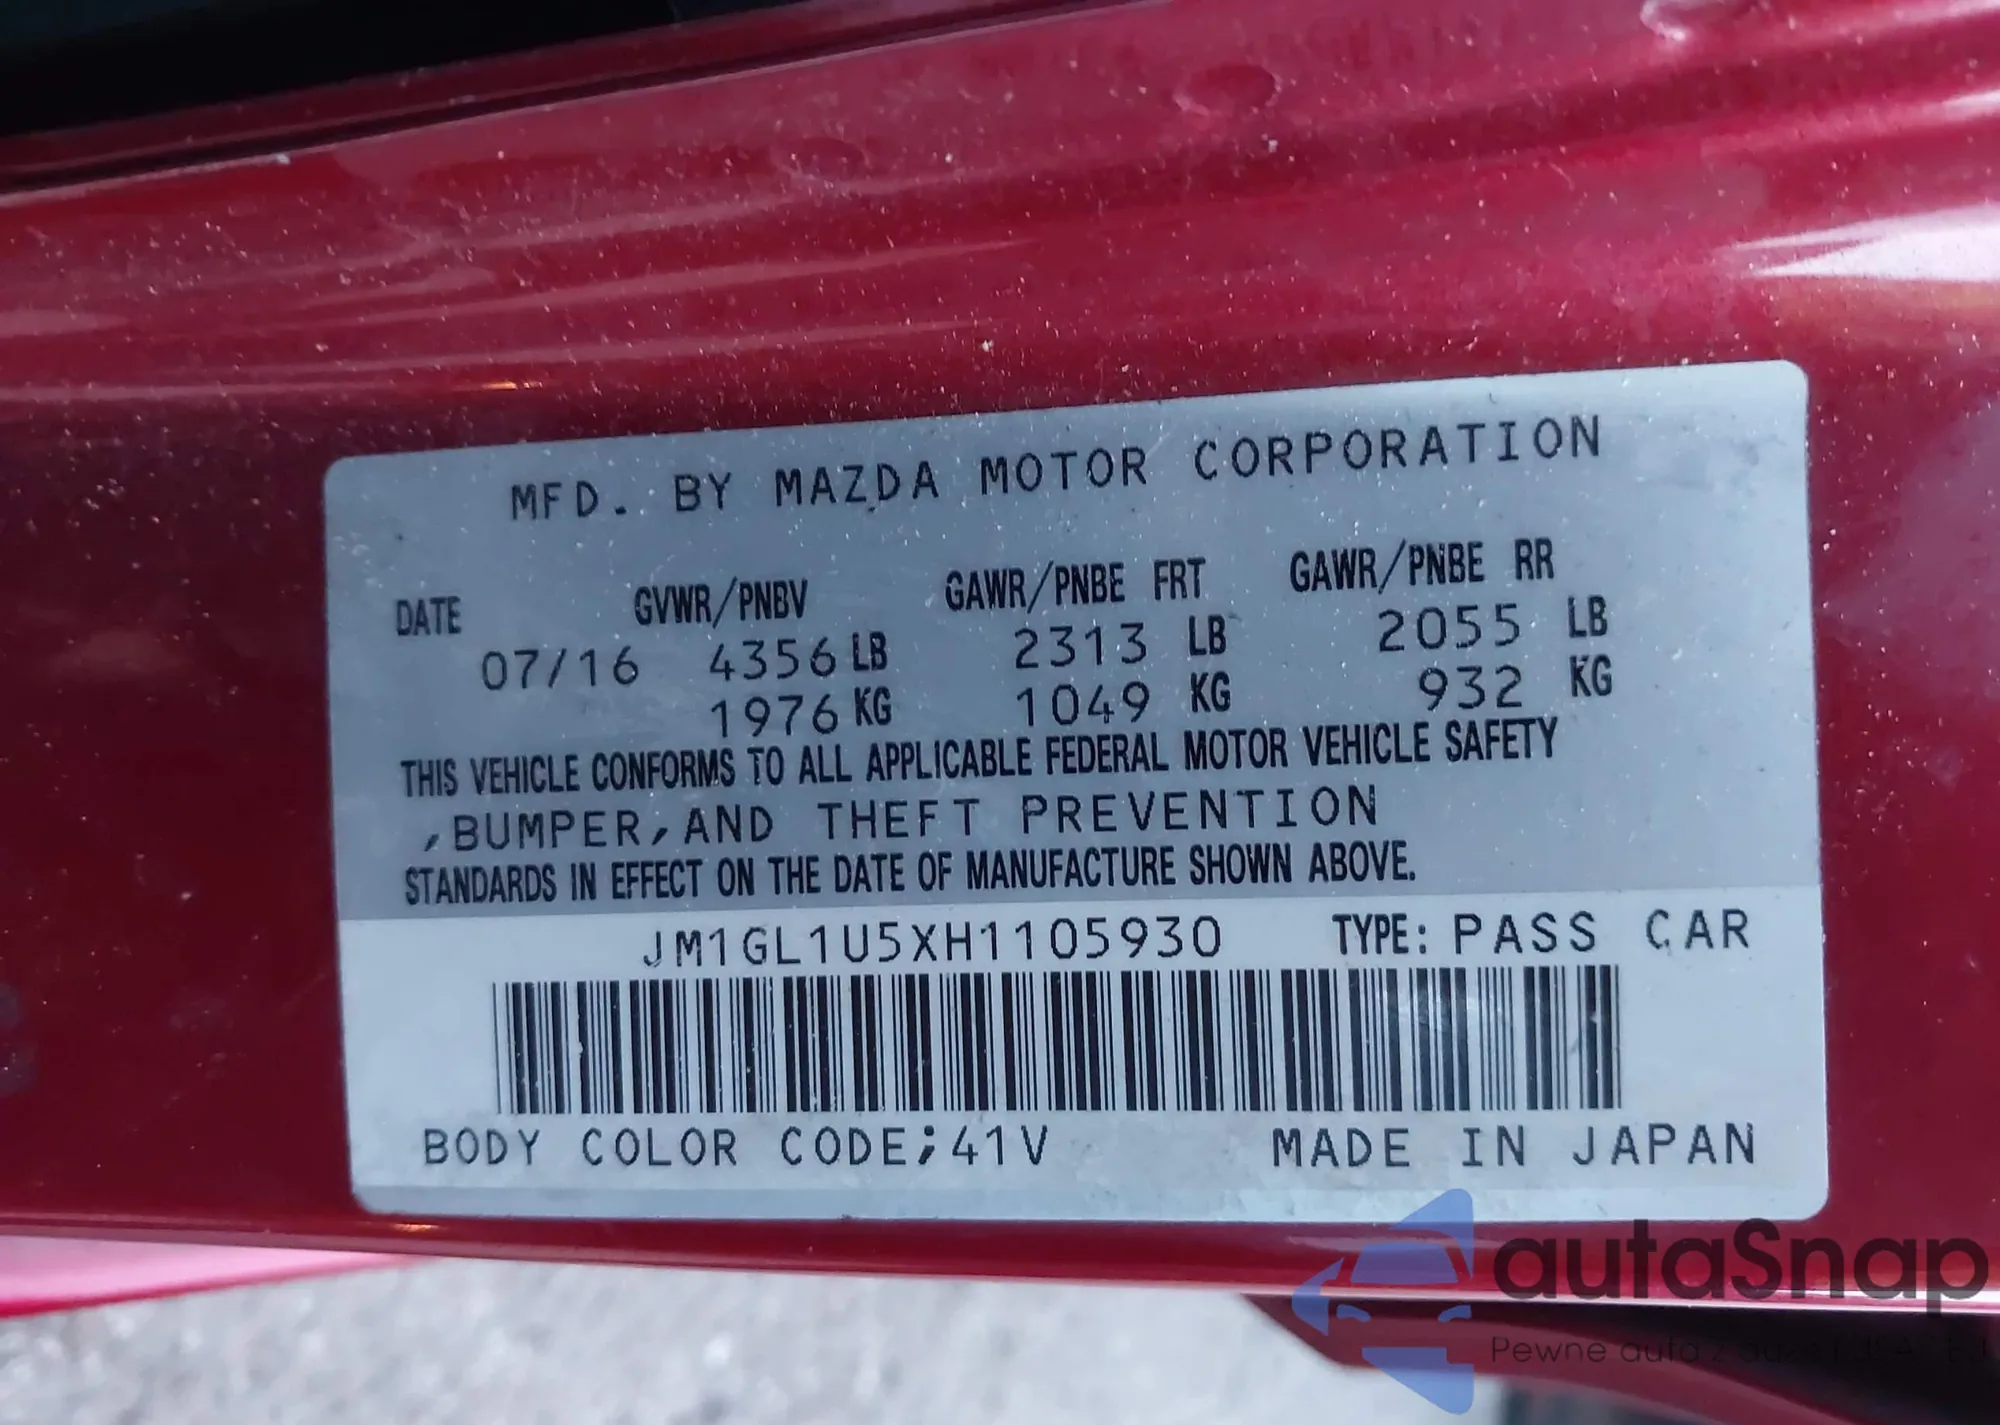 MFD. BY MAZDA MOTOR CORPORATION
DATE GVWR/PNBV GAWR/PNBE FRT GAWR/PNBE RR
07/16 4356 LB 2313 LB 2055 LB
1976 KG 1049 KG 932 KG
THIS VEHICLE CONFORMS TO ALL APPLICABLE FEDERAL MOTOR VEHICLE SAFETY
,BUMPER,AND THEFT PREVENTION
STANDARDS IN EFFECT ON THE DATE OF MANUFACTURE SHOWN ABOVE.
JM1GL1U5XH1105930 TYPE: PASS CAR
BODY COLOR CODE;41V MADE IN JAPAN
autaSnap
Pewne auta z